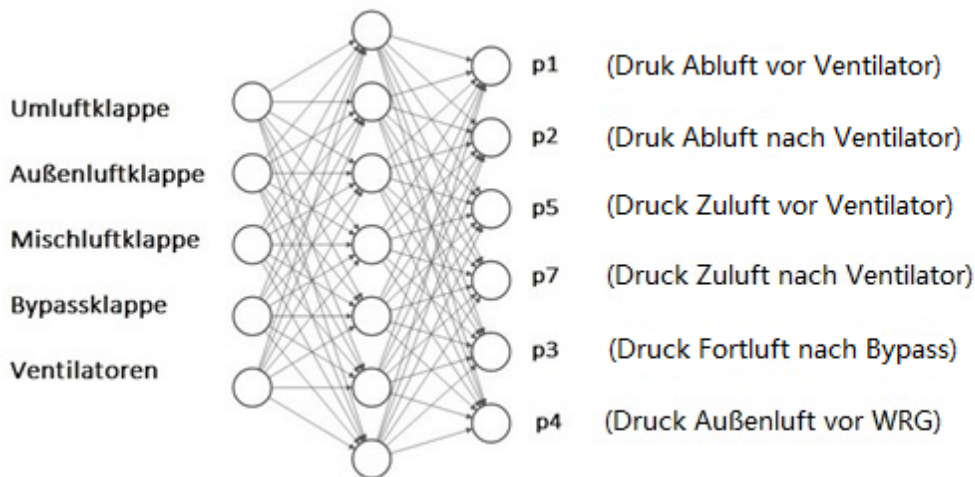 Umluftklappe
Außenluftklappe
Mischluftklappe
Bypassklappe
Ventilatoren
p1 (Druk Abluft vor Ventilator)
p2 (Druk Abluft nach Ventilator)
p5 (Druck Zuluft vor Ventilator)
p7 (Druck Zuluft nach Ventilator)
p3 (Druck Fortluft nach Bypass)
p4 (Druck Außenluft vor WRG)